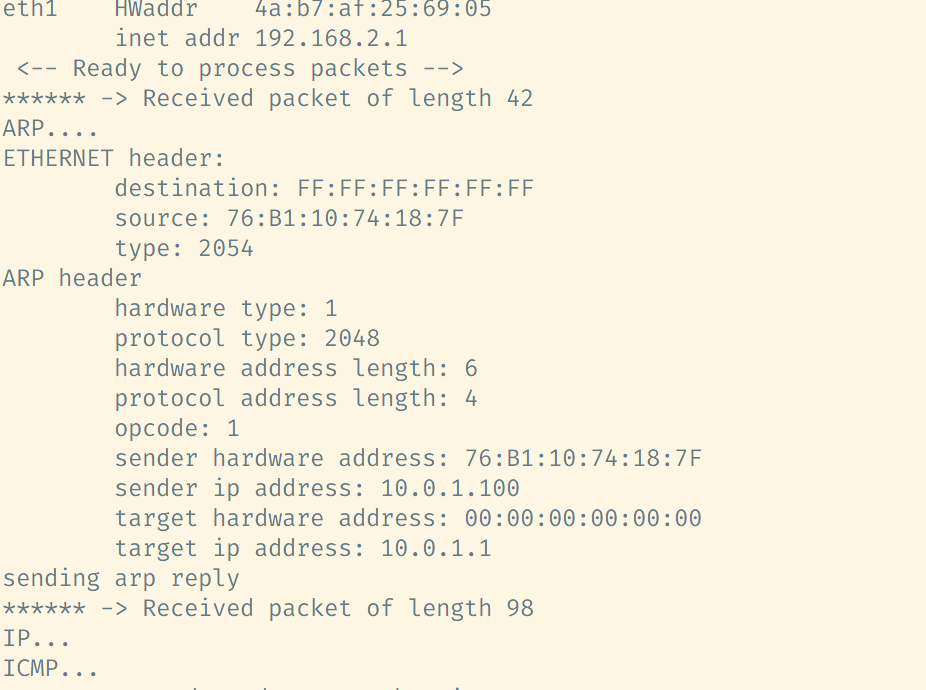 eth1    HWaddr    4a:b7:af:25:69:05
        inet addr 192.168.2.1
 <-- Ready to process packets -->
****** -> Received packet of length 42
ARP....
ETHERNET header:
        destination: FF:FF:FF:FF:FF:FF
        source: 76:B1:10:74:18:7F
        type: 2054
ARP header
        hardware type: 1
        protocol type: 2048
        hardware address length: 6
        protocol address length: 4
        opcode: 1
        sender hardware address: 76:B1:10:74:18:7F
        sender ip address: 10.0.1.100
        target hardware address: 00:00:00:00:00:00
        target ip address: 10.0.1.1
sending arp reply
****** -> Received packet of length 98
IP...
ICMP...